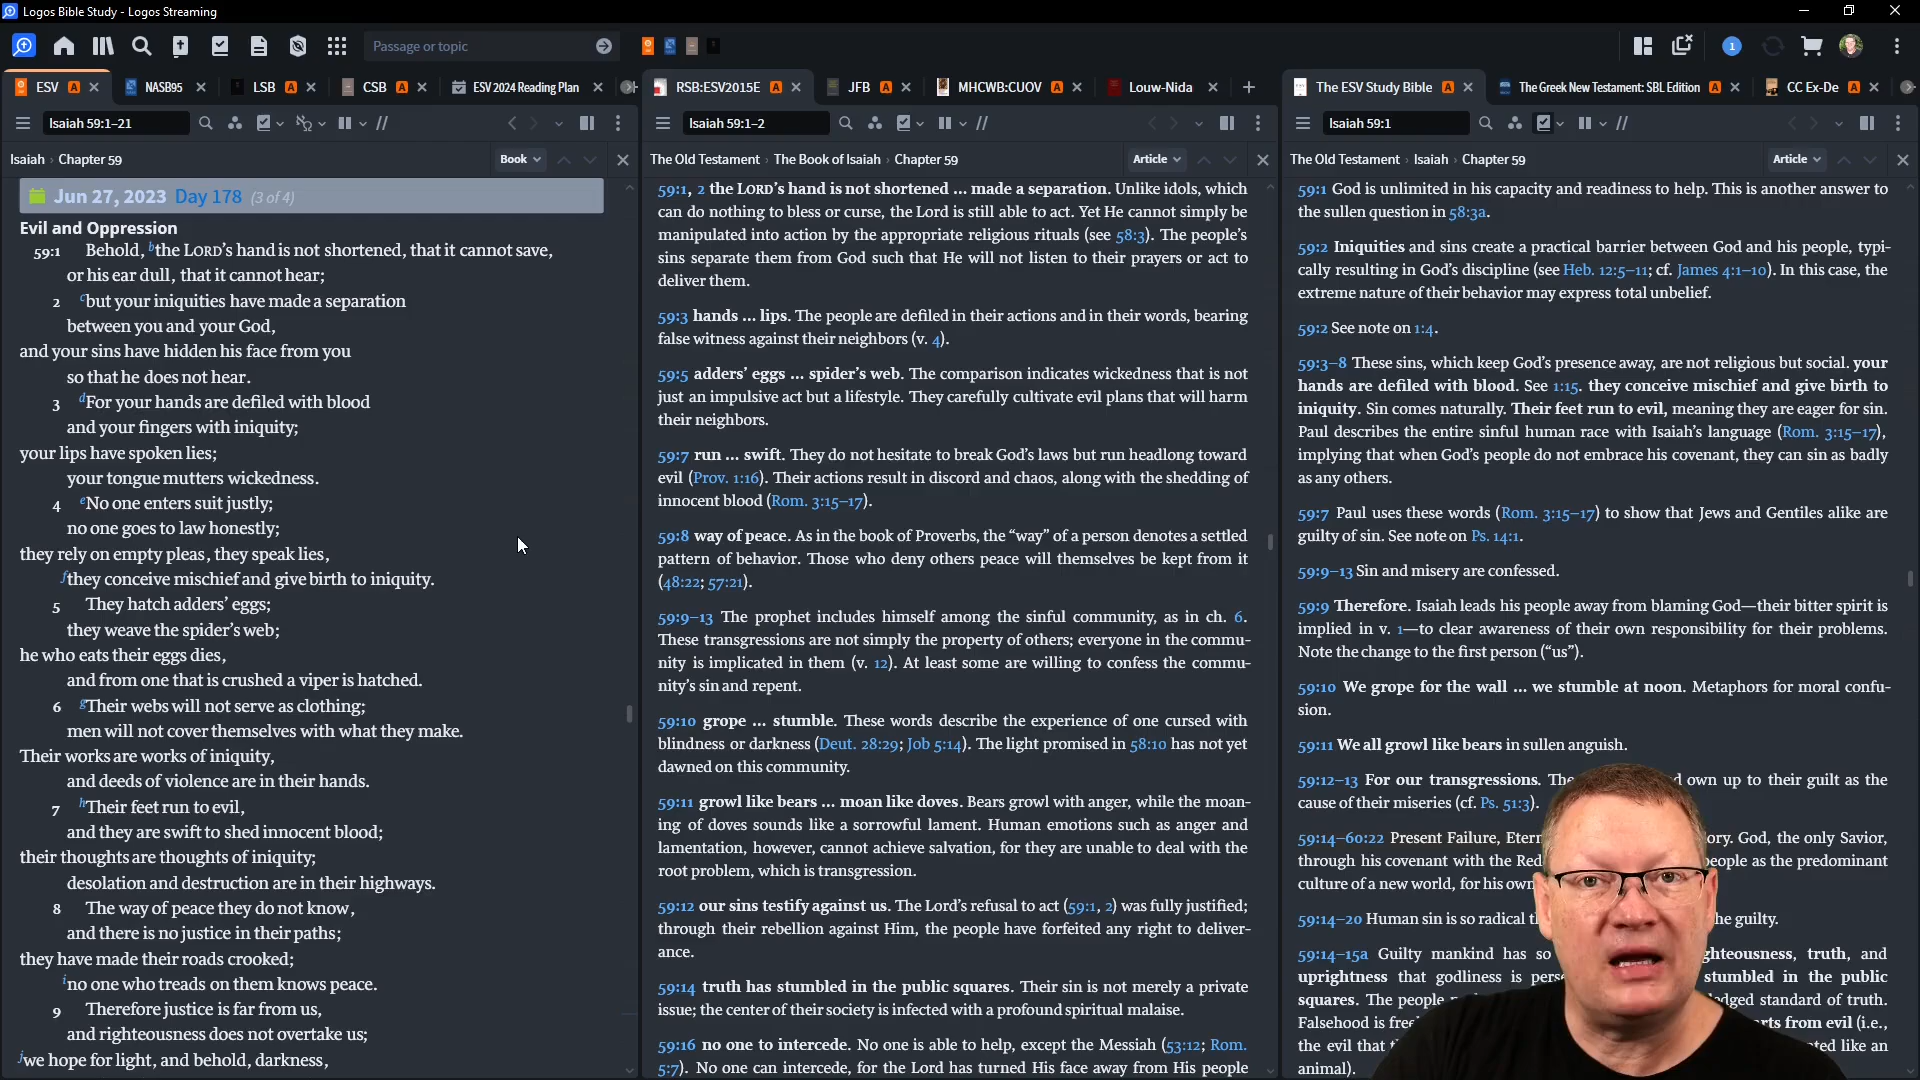 Logos Bible Study - Logos Streaming
Passage or topic
1
ESV A
NASB95
LSB A
CSB A
ESV 2024 Reading Plan
Isaiah 59:1–21
Isaiah › Chapter 59
Book
Jun 27, 2023 Day 178 (3 of 4)
Evil and Oppression
59:1 Behold, bthe LORD’s hand is not shortened, that it cannot save,
or his ear dull, that it cannot hear;
2 cbut your iniquities have made a separation
between you and your God,
and your sins have hidden his face from you
so that he does not hear.
3 dFor your hands are defiled with blood
and your fingers with iniquity;
your lips have spoken lies;
your tongue mutters wickedness.
4 eNo one enters suit justly;
no one goes to law honestly;
they rely on empty pleas, they speak lies,
fthey conceive mischief and give birth to iniquity.
5 They hatch adders’ eggs;
they weave the spider’s web;
he who eats their eggs dies,
and from one that is crushed a viper is hatched.
6 gTheir webs will not serve as clothing;
men will not cover themselves with what they make.
Their works are works of iniquity,
and deeds of violence are in their hands.
7 hTheir feet run to evil,
and they are swift to shed innocent blood;
their thoughts are thoughts of iniquity;
desolation and destruction are in their highways.
8 The way of peace they do not know,
and there is no justice in their paths;
they have made their roads crooked;
ino one who treads on them knows peace.
9 Therefore justice is far from us,
and righteousness does not overtake us;
jwe hope for light, and behold, darkness,
RSB:ESV2015E A
JFB A
MHCWB:CUOV A
Louw-Nida
Isaiah 59:1–2
The Old Testament › The Book of Isaiah › Chapter 59
Article
59:1, 2 the LORD’s hand is not shortened … made a separation. Unlike idols, which
can do nothing to bless or curse, the Lord is still able to act. Yet He cannot simply be
manipulated into action by the appropriate religious rituals (see 58:3). The people’s
sins separate them from God such that He will not listen to their prayers or act to
deliver them.
59:3 hands … lips. The people are defiled in their actions and in their words, bearing
false witness against their neighbors (v. 4).
59:5 adders’ eggs … spider’s web. The comparison indicates wickedness that is not
just an impulsive act but a lifestyle. They carefully cultivate evil plans that will harm
their neighbors.
59:7 run … swift. They do not hesitate to break God’s laws but run headlong toward
evil (Prov. 1:16). Their actions result in discord and chaos, along with the shedding of
innocent blood (Rom. 3:15–17).
59:8 way of peace. As in the book of Proverbs, the “way” of a person denotes a settled
pattern of behavior. Those who deny others peace will themselves be kept from it
(48:22; 57:21).
59:9–13 The prophet includes himself among the sinful community, as in ch. 6.
These transgressions are not simply the property of others; everyone in the commu-
nity is implicated in them (v. 12). At least some are willing to confess the commu-
nity’s sin and repent.
59:10 grope … stumble. These words describe the experience of one cursed with
blindness or darkness (Deut. 28:29; Job 5:14). The light promised in 58:10 has not yet
dawned on this community.
59:11 growl like bears … moan like doves. Bears growl with anger, while the moan-
ing of doves sounds like a sorrowful lament. Human emotions such as anger and
lamentation, however, cannot achieve salvation, for they are unable to deal with the
root problem, which is transgression.
59:12 our sins testify against us. The Lord’s refusal to act (59:1, 2) was fully justified;
through their rebellion against Him, the people have forfeited any right to deliver-
ance.
59:14 truth has stumbled in the public squares. Their sin is not merely a private
issue; the center of their society is infected with a profound spiritual malaise.
59:16 no one to intercede. No one is able to help, except the Messiah (53:12; Rom.
5:7). No one can intercede, for the Lord has turned His face away from His people
The ESV Study Bible A
The Greek New Testament: SBL Edition A
CC Ex-De A
Isaiah 59:1
The Old Testament › Isaiah › Chapter 59
Article
59:1 God is unlimited in his capacity and readiness to help. This is another answer to
the sullen question in 58:3a.
59:2 Iniquities and sins create a practical barrier between God and his people, typi-
cally resulting in God’s discipline (see Heb. 12:5–11; cf. James 4:1–10). In this case, the
extreme nature of their behavior may express total unbelief.
59:2 See note on 1:4.
59:3–8 These sins, which keep God’s presence away, are not religious but social. your
hands are defiled with blood. See 1:15. they conceive mischief and give birth to
iniquity. Sin comes naturally. Their feet run to evil, meaning they are eager for sin.
Paul describes the entire sinful human race with Isaiah’s language (Rom. 3:15–17),
implying that when God’s people do not embrace his covenant, they can sin as badly
as any others.
59:7 Paul uses these words (Rom. 3:15–17) to show that Jews and Gentiles alike are
guilty of sin. See note on Ps. 14:1.
59:9–13 Sin and misery are confessed.
59:9 Therefore. Isaiah leads his people away from blaming God—their bitter spirit is
implied in v. 1—to clear awareness of their own responsibility for their problems.
Note the change to the first person (“us”).
59:10 We grope for the wall … we stumble at noon. Metaphors for moral confu-
sion.
59:11 We all growl like bears in sullen anguish.
59:12–13 For our transgressions. The own up to their guilt as the
cause of their miseries (cf. Ps. 51:3).
59:14–60:22 Present Failure, God, the only Savior,
through his covenant with the people as the predominant
culture of a new world, for his own
59:14–20 Human sin is so radical guilty.
59:14–15a Guilty mankind has so truth, and
uprightness that godliness is stumbled in the public
squares. The people standard of truth.
Falsehood is from evil (i.e.,
the evil that like an
animal).